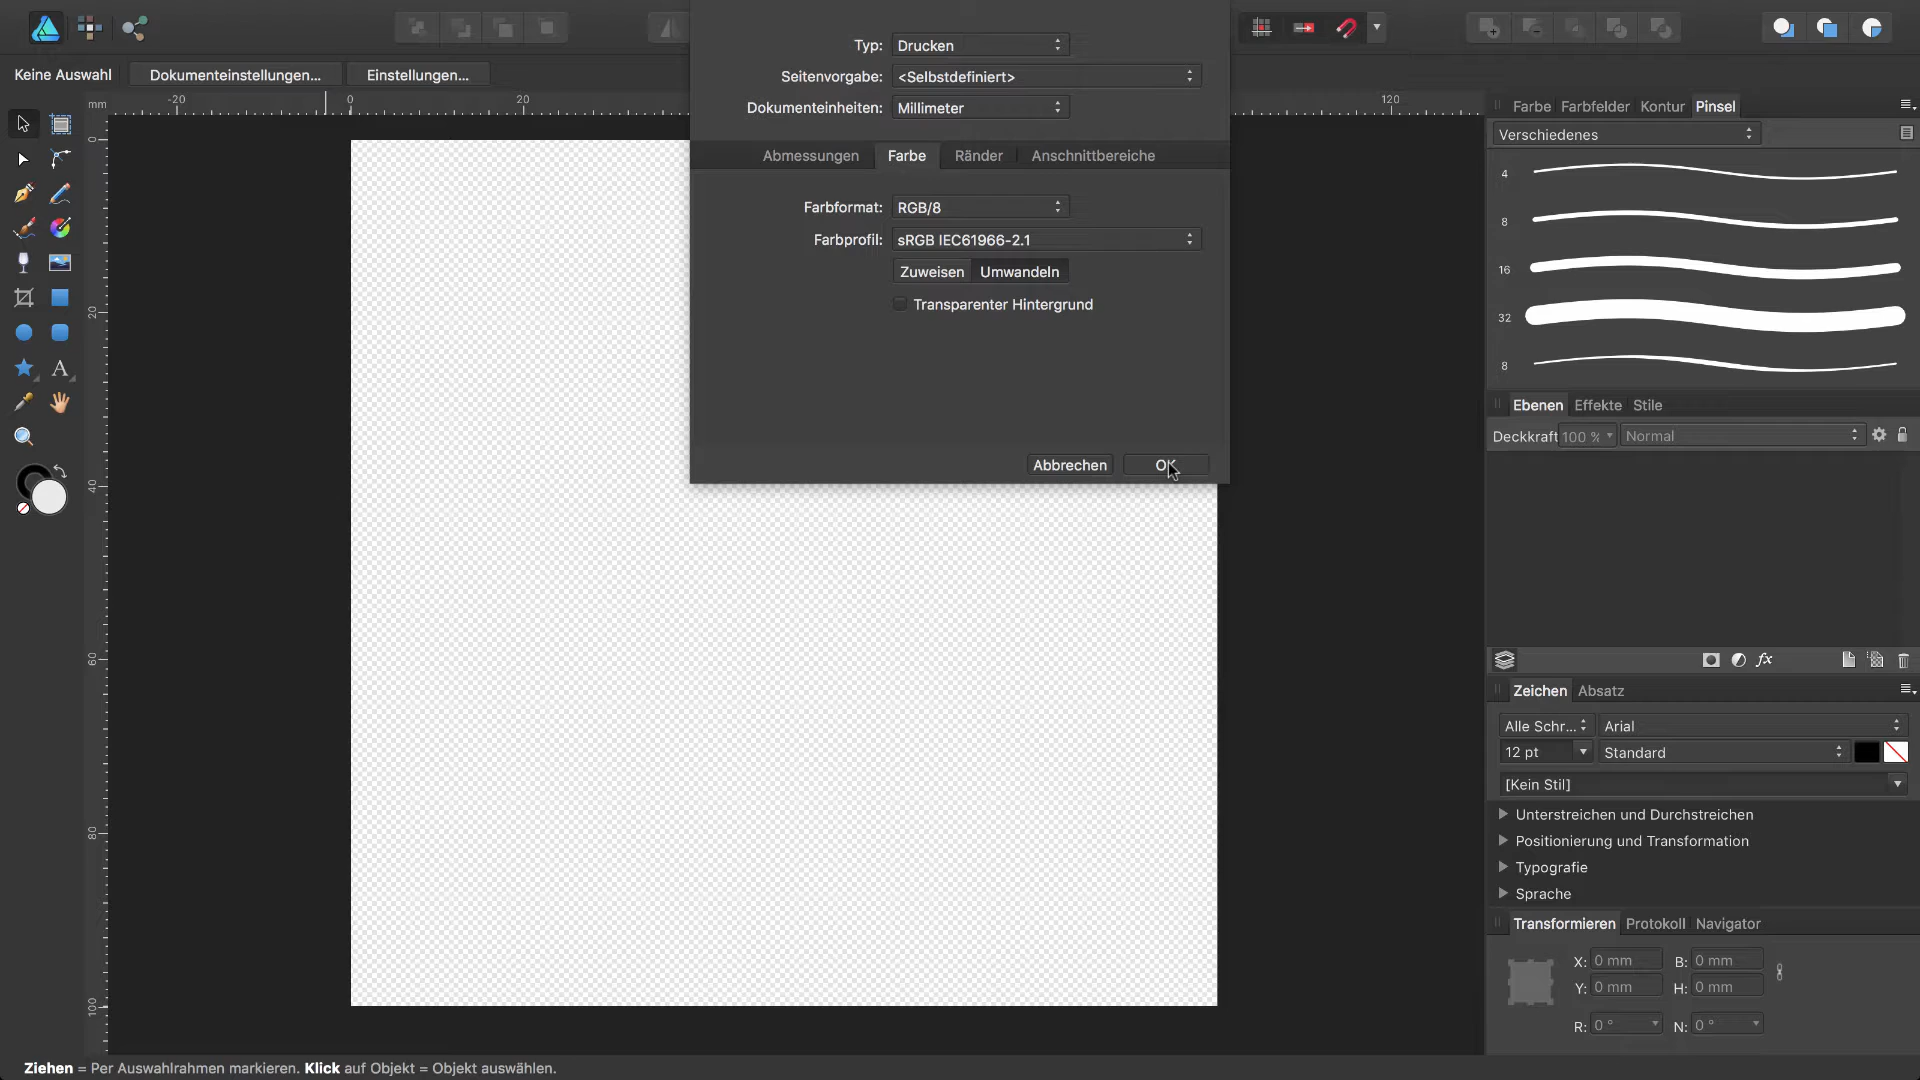 Typ: Drucken
Seitenvorgabe: <Selbstdefiniert>
Dokumenteinheiten: Millimeter
Keine Auswahl Dokumenteinstellungen... Einstellungen...
mm -20 0 20 120
0
20
40
60
80
100
Abmessungen Farbe Ränder Anschnittbereiche
Farbformat: RGB/8
Farbprofil: sRGB IEC61966-2.1
Zuweisen Umwandeln
Transparenter Hintergrund
Abbrechen OK
Farbe Farbfelder Kontur Pinsel
Verschiedenes
4
8
16
32
8
Ebenen Effekte Stile
Deckkraft 100 % Normal
fx
Zeichen Absatz
Alle Schr... Arial
12 pt Standard
[Kein Stil]
Unterstreichen und Durchstreichen
Positionierung und Transformation
Typografie
Sprache
Transformieren Protokoll Navigator
X: 0 mm B: 0 mm
Y: 0 mm H: 0 mm
R: 0 ° N: 0 °
A
Ziehen = Per Auswahlrahmen markieren. Klick auf Objekt = Objekt auswählen.